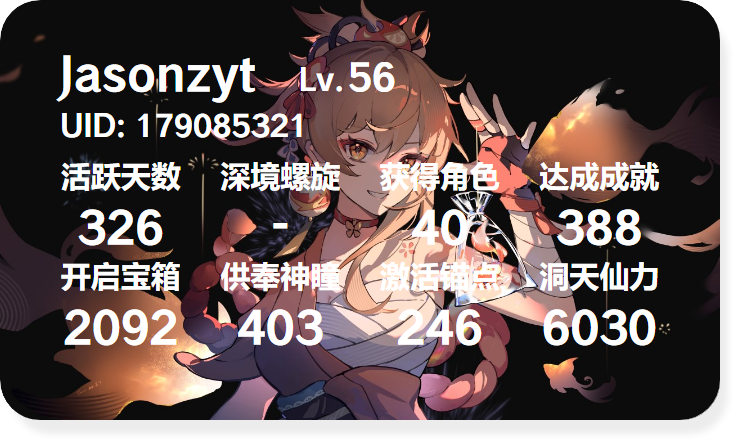 Jasonzyt Lv.56
UID: 179085321
活跃天数 深境螺旋 获得角色 达成成就
326 - 40 388
开启宝箱 供奉神瞳 激活锚点 洞天仙力
2092 403 246 6030